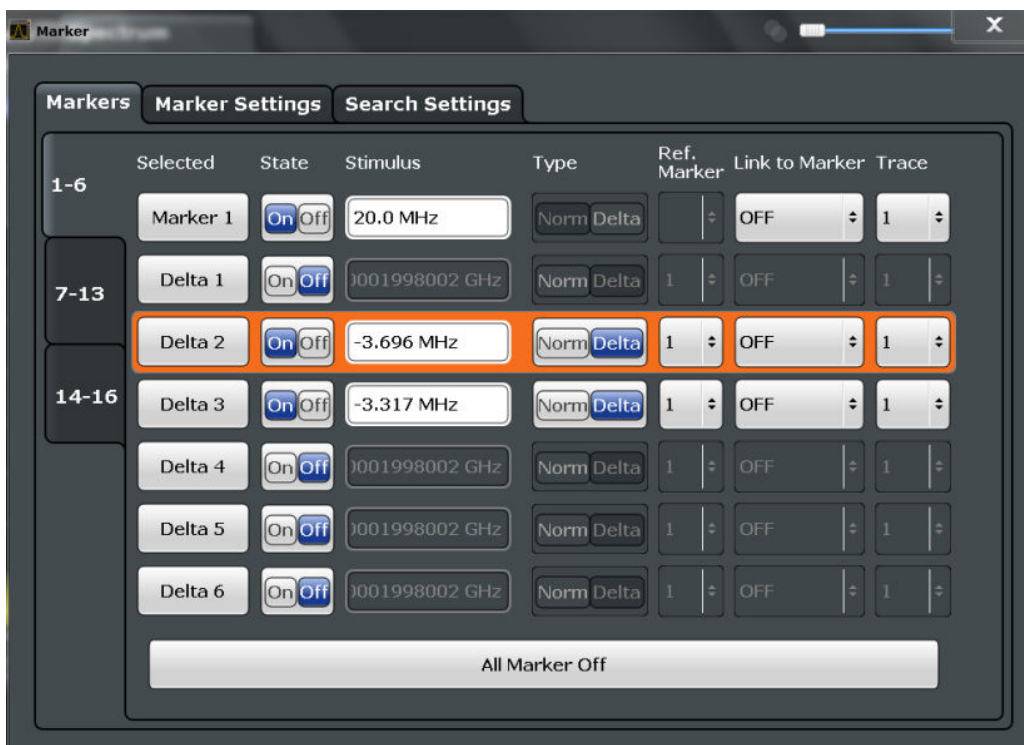 Marker
X
Markers Marker Settings Search Settings
1-6
7-13
14-16
Selected State Stimulus Type Ref. Marker Link to Marker Trace
Marker 1 On Off 20.0 MHz Norm Delta OFF 1
Delta 1 On Off 0001998002 GHz Norm Delta 1 OFF 1
Delta 2 On Off -3.696 MHz Norm Delta 1 OFF 1
Delta 3 On Off -3.317 MHz Norm Delta 1 OFF 1
Delta 4 On Off 0001998002 GHz Norm Delta 1 OFF 1
Delta 5 On Off 0001998002 GHz Norm Delta 1 OFF 1
Delta 6 On Off 0001998002 GHz Norm Delta 1 OFF 1
All Marker Off